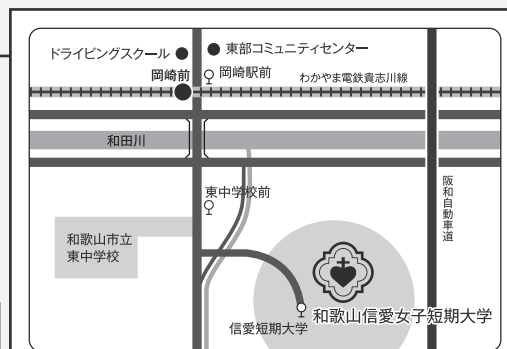 ドライビングスクール
東部コミュニティセンター
岡崎前
岡崎駅前
わかやま電鉄貴志川線
和田川
阪和自動車道
東中学校前
和歌山市立
東中学校
和歌山信愛女子短期大学
信愛短期大学